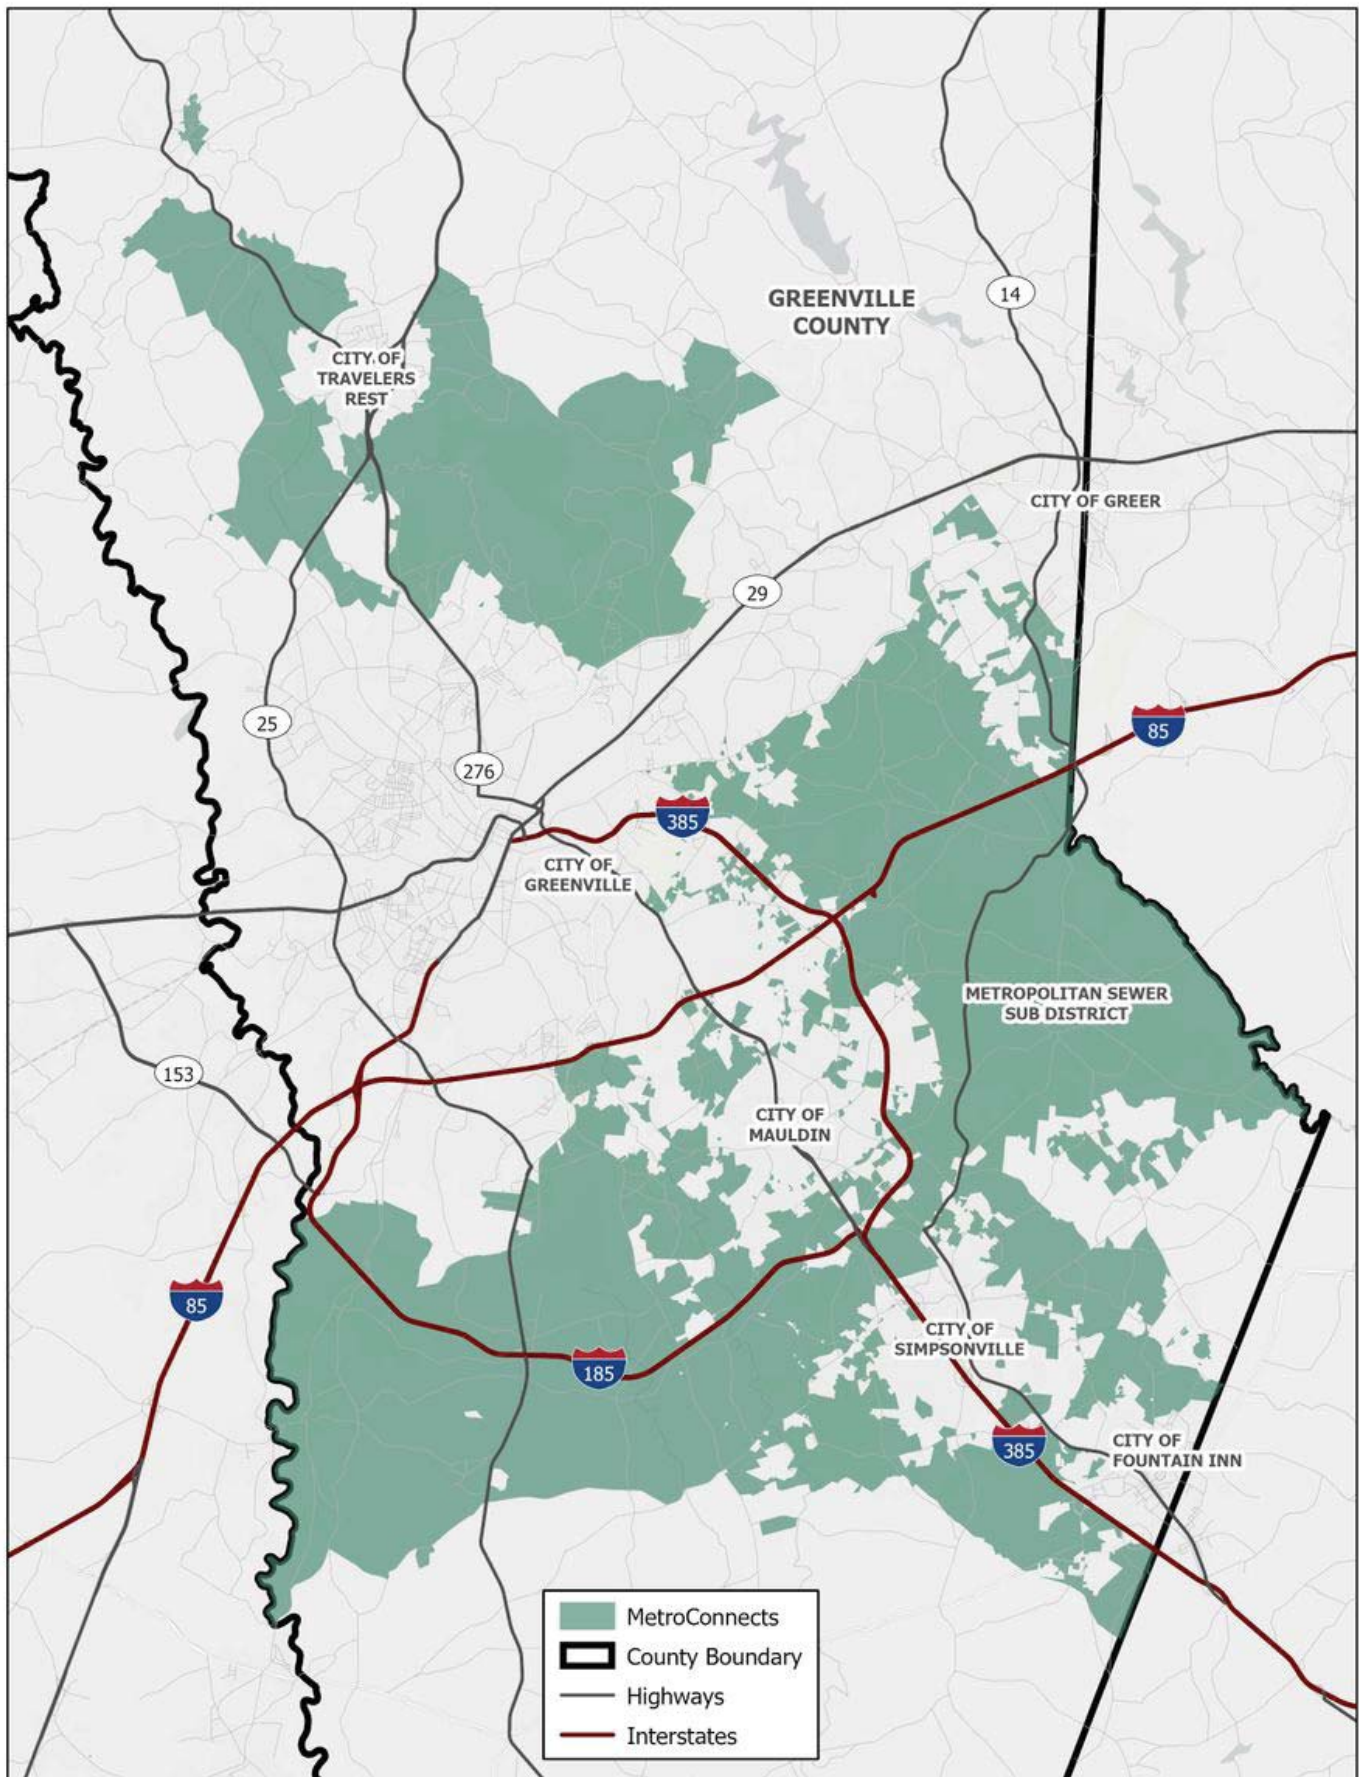 GREENVILLE
COUNTY
14
CITY OF
TRAVELERS
REST
CITY OF GREER
29
25
85
276
385
CITY OF
GREENVILLE
METROPOLITAN SEWER
SUB DISTRICT
153
CITY OF
MAULDIN
85
CITY OF
SIMPSONVILLE
185
385
CITY OF
FOUNTAIN INN
MetroConnects
County Boundary
Highways
Interstates